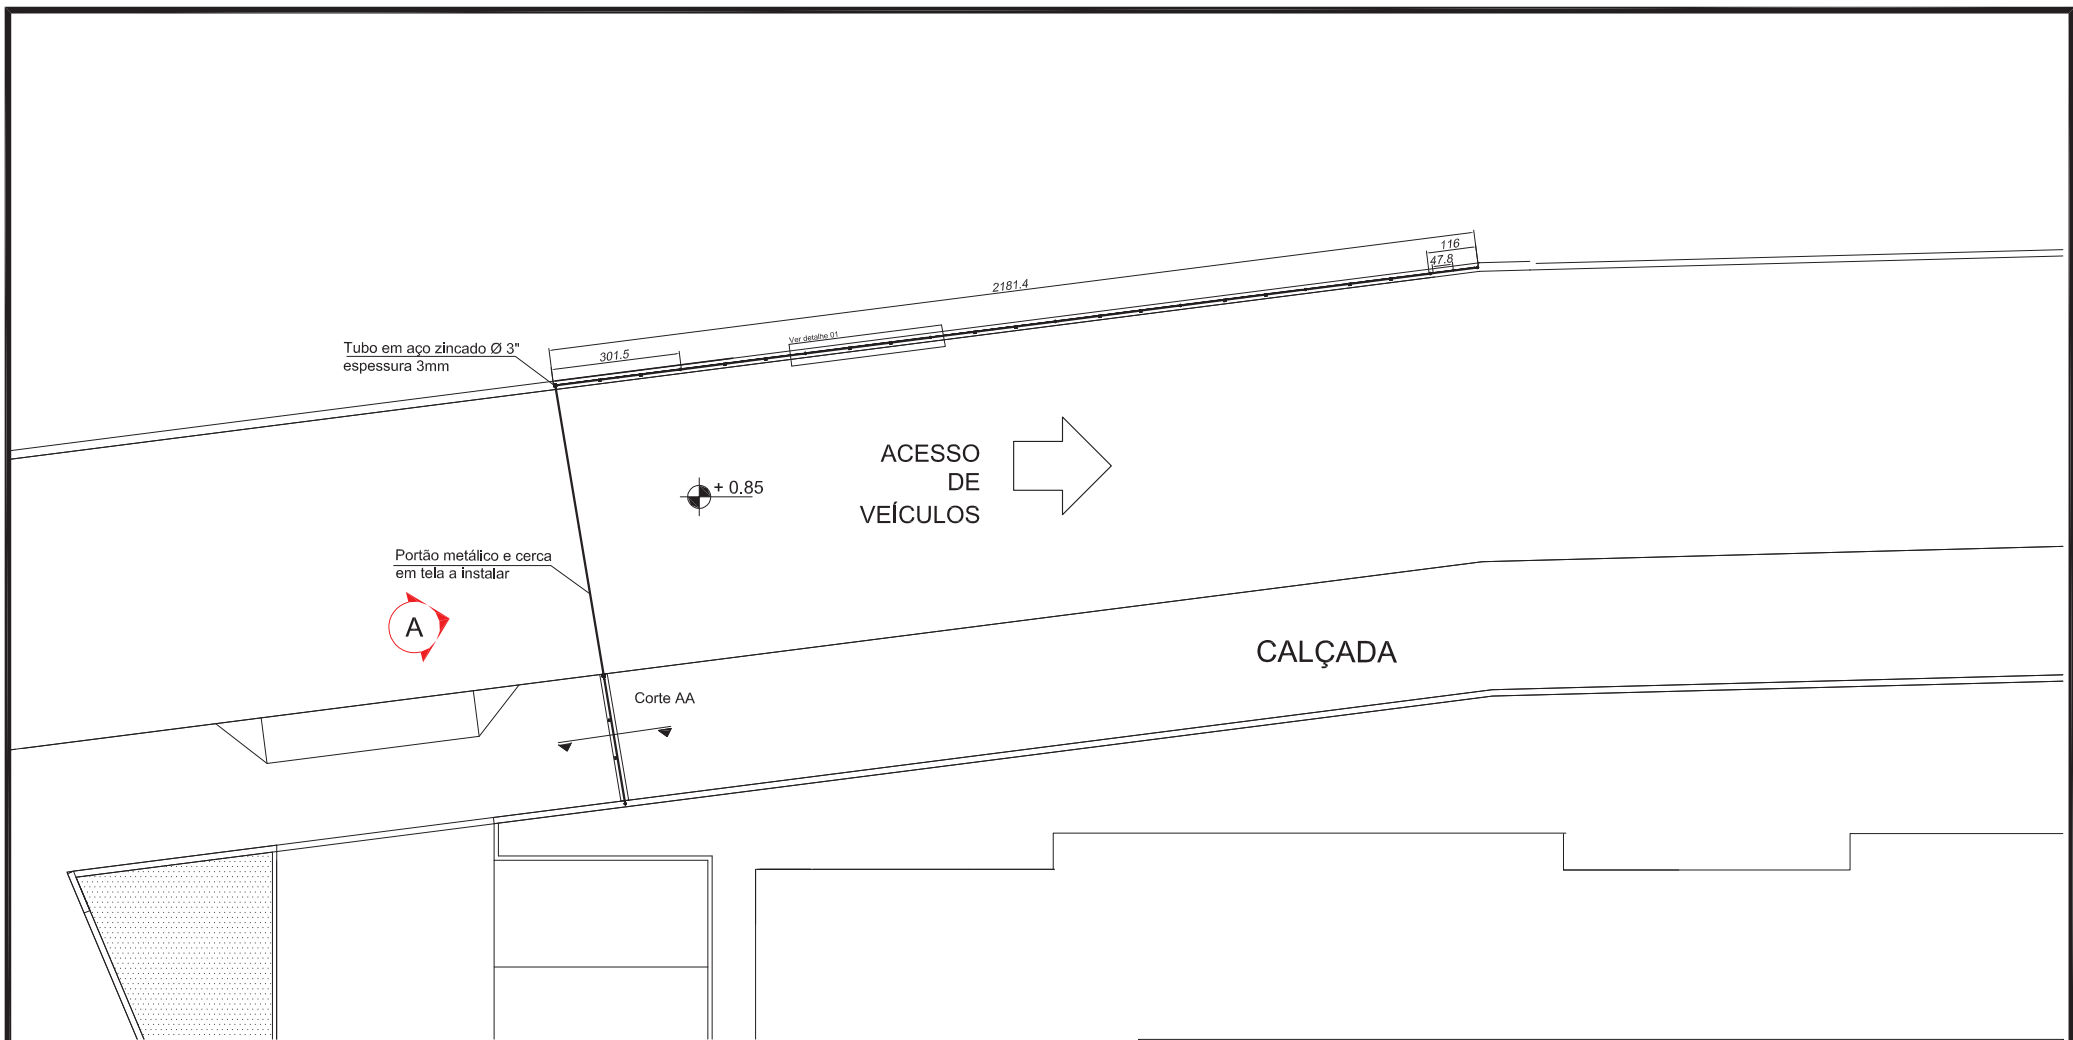 116
47.8
2181.4
Ver detalhe 01
301.5
Tubo em aço zincado Ø 3"
espessura 3mm
ACESSO
DE
VEÍCULOS
+ 0.85
Portão metálico e cerca
em tela a instalar
A
CALÇADA
Corte AA